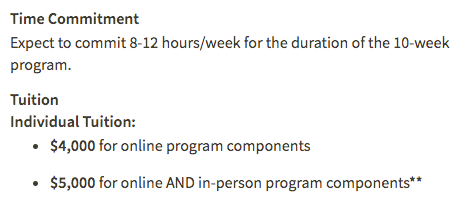 Time Commitment
Expect to commit 8-12 hours/week for the duration of the 10-week
program.
Tuition
Individual Tuition:
• $4,000 for online program components
• $5,000 for online AND in-person program components**